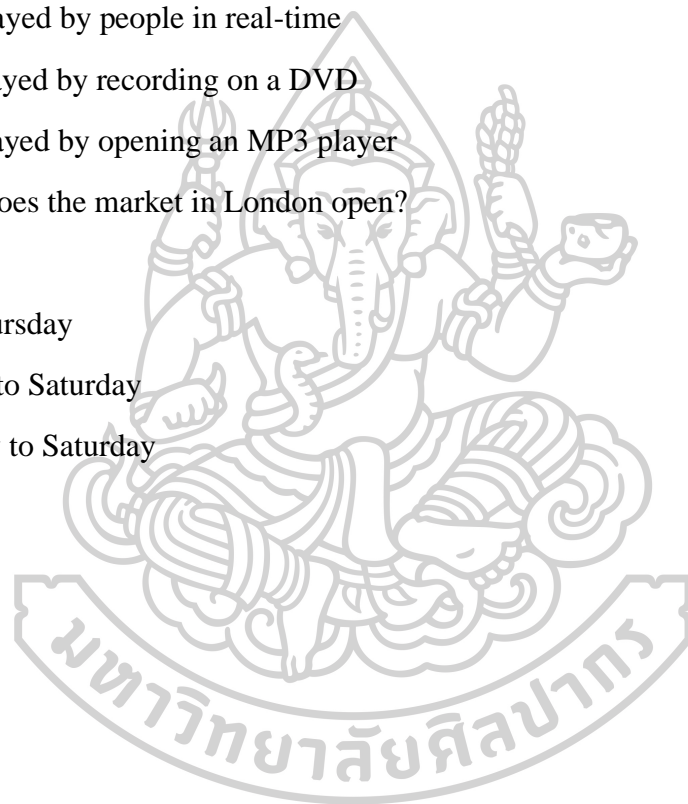 ayed by people in real-time
ayed by recording on a DVD
ayed by opening an MP3 player
oes the market in London open?
ursday
to Saturday
to Saturday
มหาวิทยาลัยศิลปากร